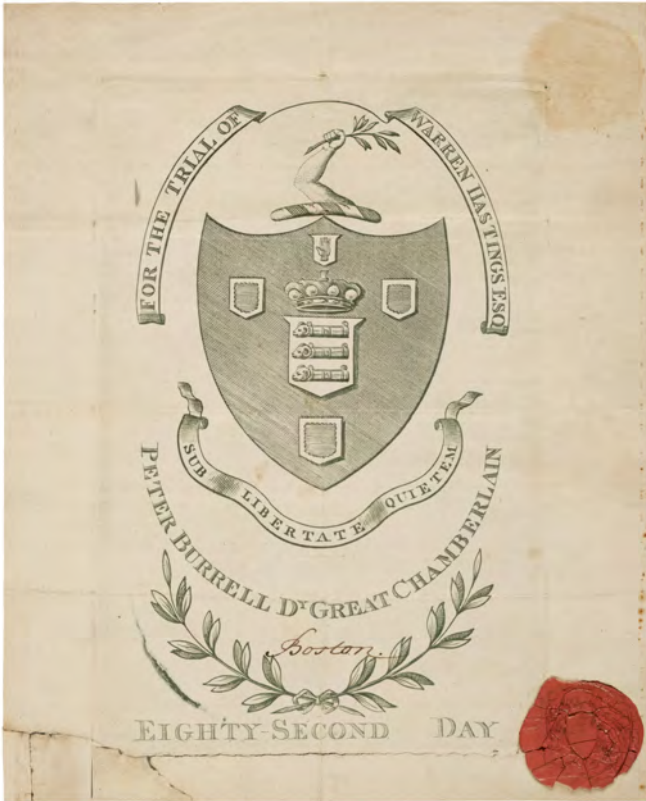 FOR THE TRIAL OF
WARREN HASTINGS ESQ
SUB LIBERTATE QUIETEM
PETER BURRELL Dʸ GREAT CHAMBERLAIN
Boston.
EIGHTY-SECOND DAY